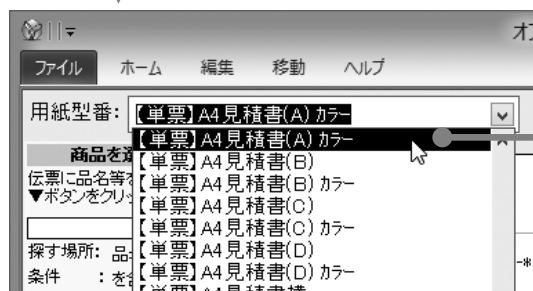 オフ
ファイル ホーム 編集 移動 ヘルプ
用紙型番: 【単票】A4見積書(A) カラー
【単票】A4見積書(A) カラー
商品を
【単票】A4見積書(B)
伝票に品名等
【単票】A4見積書(B) カラー
▼ボタンをクリッ
【単票】A4見積書(C)
【単票】A4見積書(C) カラー
探す場所: 品
【単票】A4見積書(D)
条件 : を含
【単票】A4見積書(D) カラー
-*